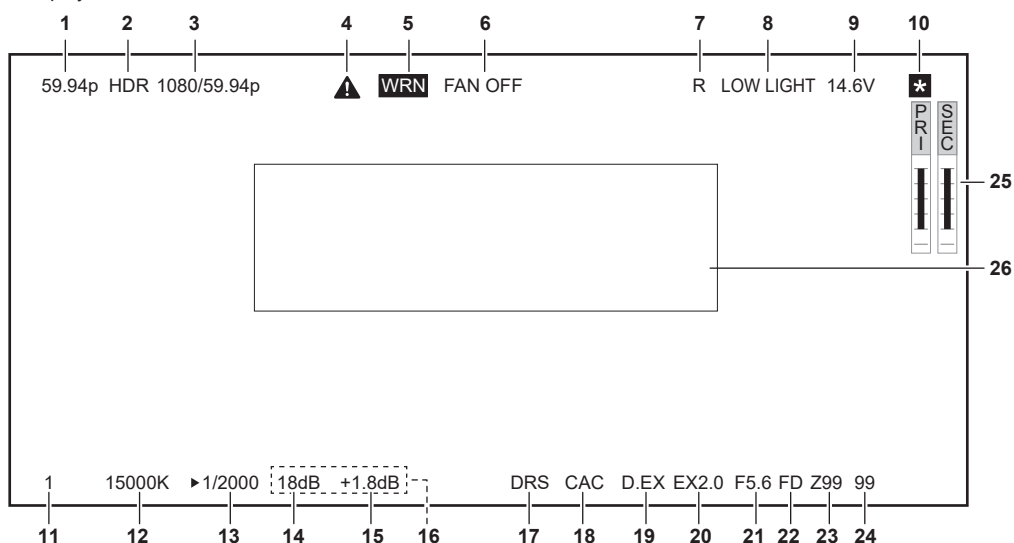 1 2 3 4 5 6 7 8 9 10
59.94p HDR 1080/59.94p WRN FAN OFF R LOW LIGHT 14.6V *
PRI SEC
25
26
1 15000K ▶1/2000 18dB +1.8dB DRS CAC D.EX EX2.0 F5.6 FD Z99 99
11 12 13 14 15 16 17 18 19 20 21 22 23 24